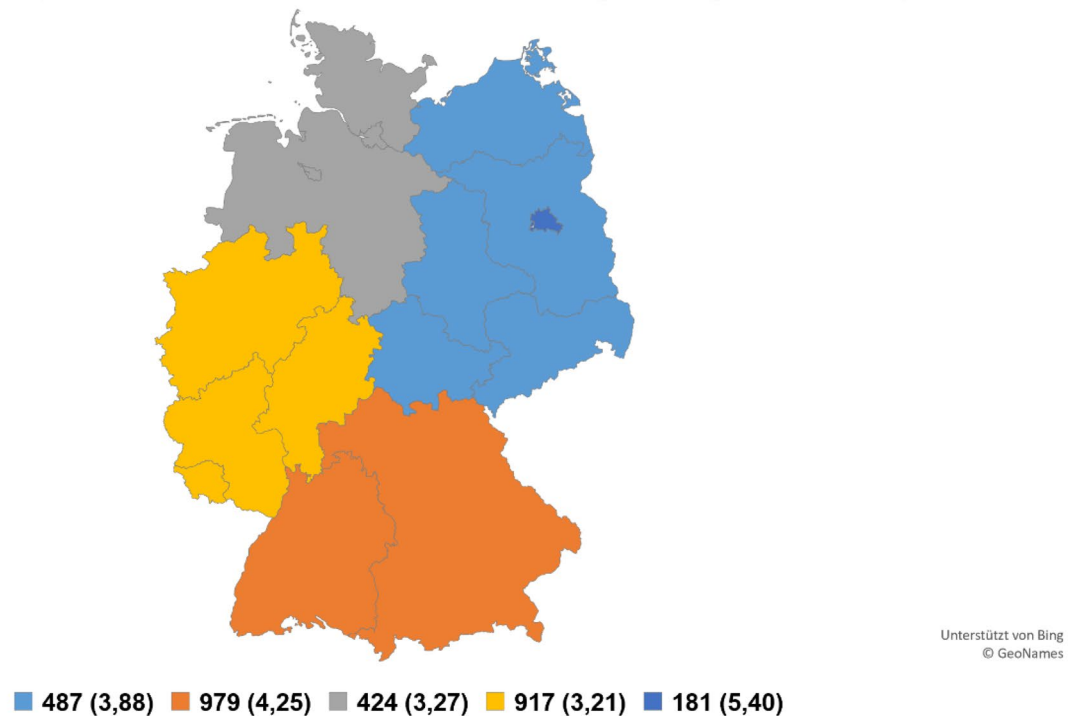 Unterstützt von Bing
© GeoNames
487 (3,88) 979 (4,25) 424 (3,27) 917 (3,21) 181 (5,40)